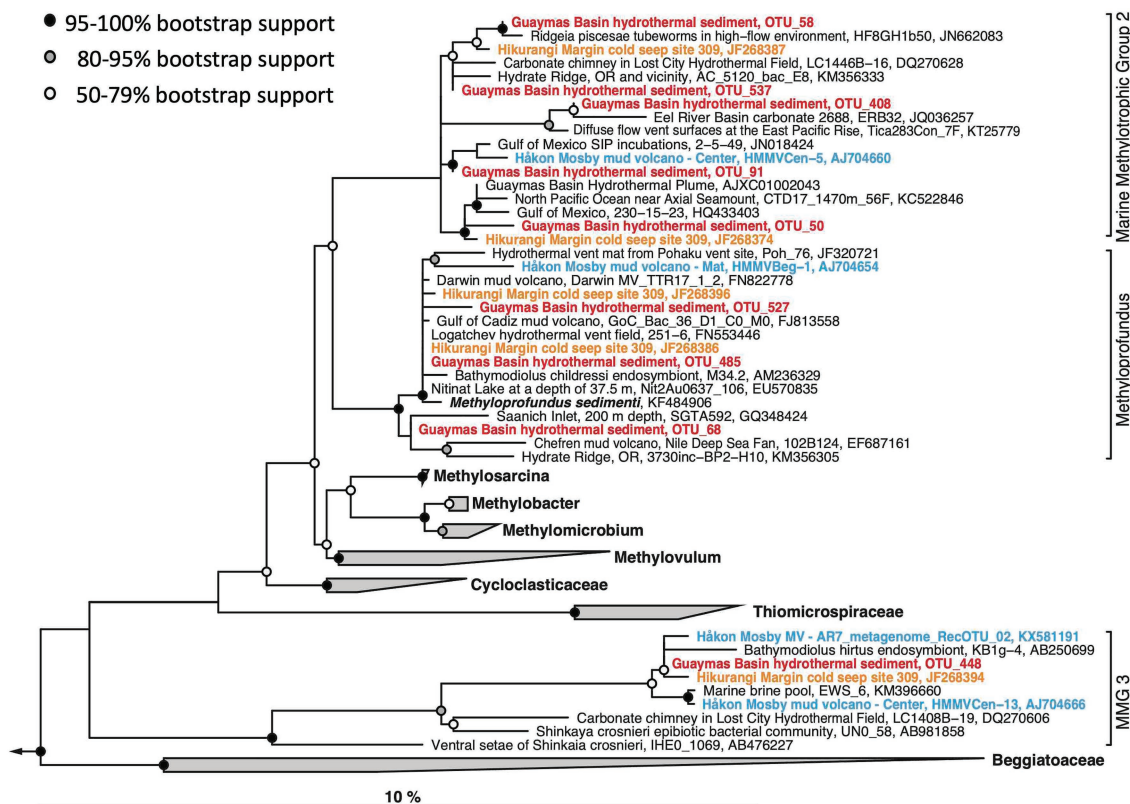 95-100% bootstrap support
80-95% bootstrap support
50-79% bootstrap support
Guaymas Basin hydrothermal sediment, OTU_58
Ridgeia piscesae tubeworms in high−flow environment, HF8GH1b50, JN662083
Hikurangi Margin cold seep site 309, JF268387
Carbonate chimney in Lost City Hydrothermal Field, LC1446B−16, DQ270628
Hydrate Ridge, OR and vicinity, AC_5120_bac_E8, KM356333
Guaymas Basin hydrothermal sediment, OTU_537
Guaymas Basin hydrothermal sediment, OTU_408
Eel River Basin carbonate 2688, ERB32, JQ036257
Diffuse flow vent surfaces at the East Pacific Rise, Tica283Con_7F, KT25779
Gulf of Mexico SIP incubations, 2−5−49, JN018424
Håkon Mosby mud volcano - Center, HMMVCen−5, AJ704660
Guaymas Basin hydrothermal sediment, OTU_91
Guaymas Basin Hydrothermal Plume, AJXC01002043
North Pacific Ocean near Axial Seamount, CTD17_1470m_56F, KC522846
Gulf of Mexico, 230−15−23, HQ433403
Guaymas Basin hydrothermal sediment, OTU_50
Hikurangi Margin cold seep site 309, JF268374
Marine Methylotrophic Group 2
Hydrothermal vent mat from Pohaku vent site, Poh_76, JF320721
Håkon Mosby mud volcano - Mat, HMMVBeg−1, AJ704654
Darwin mud volcano, Darwin MV_TTR17_1_2, FN822778
Hikurangi Margin cold seep site 309, JF268396
Guaymas Basin hydrothermal sediment, OTU_527
Gulf of Cadiz mud volcano, GoC_Bac_36_D1_C0_M0, FJ813558
Logatchev hydrothermal vent field, 251−6, FN553446
Hikurangi Margin cold seep site 309, JF268386
Guaymas Basin hydrothermal sediment, OTU_485
Bathymodiolus childressi endosymbiont, M34.2, AM236329
Nitinat Lake at a depth of 37.5 m, Nit2Au0637_106, EU570835
Methyloprofundus sedimenti, KF484906
Saanich Inlet, 200 m depth, SGTA592, GQ348424
Guaymas Basin hydrothermal sediment, OTU_68
Chefren mud volcano, Nile Deep Sea Fan, 102B124, EF687161
Hydrate Ridge, OR, 3730inc−BP2−H10, KM356305
Methyloprofundus
Methylosarcina
Methylobacter
Methylomicrobium
Methylovulum
Cycloclasticaceae
Thiomicrospiraceae
Håkon Mosby MV - AR7_metagenome_RecOTU_02, KX581191
Bathymodiolus hirtus endosymbiont, KB1g−4, AB250699
Guaymas Basin hydrothermal sediment, OTU_448
Hikurangi Margin cold seep site 309, JF268394
Marine brine pool, EWS_6, KM396660
Håkon Mosby mud volcano - Center, HMMVCen−13, AJ704666
Carbonate chimney in Lost City Hydrothermal Field, LC1408B−19, DQ270606
Shinkaya crosnieri epibiotic bacterial community, UN0_58, AB981858
Ventral setae of Shinkaia crosnieri, IHE0_1069, AB476227
MMG 3
Beggiatoaceae
10 %